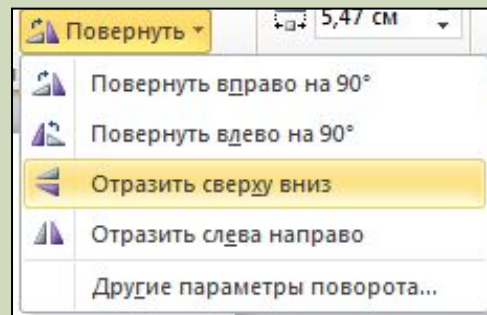 Повернуть 5,47 см
Повернуть вправо на 90°
Повернуть влево на 90°
Отразить сверху вниз
Отразить слева направо
Другие параметры поворота...